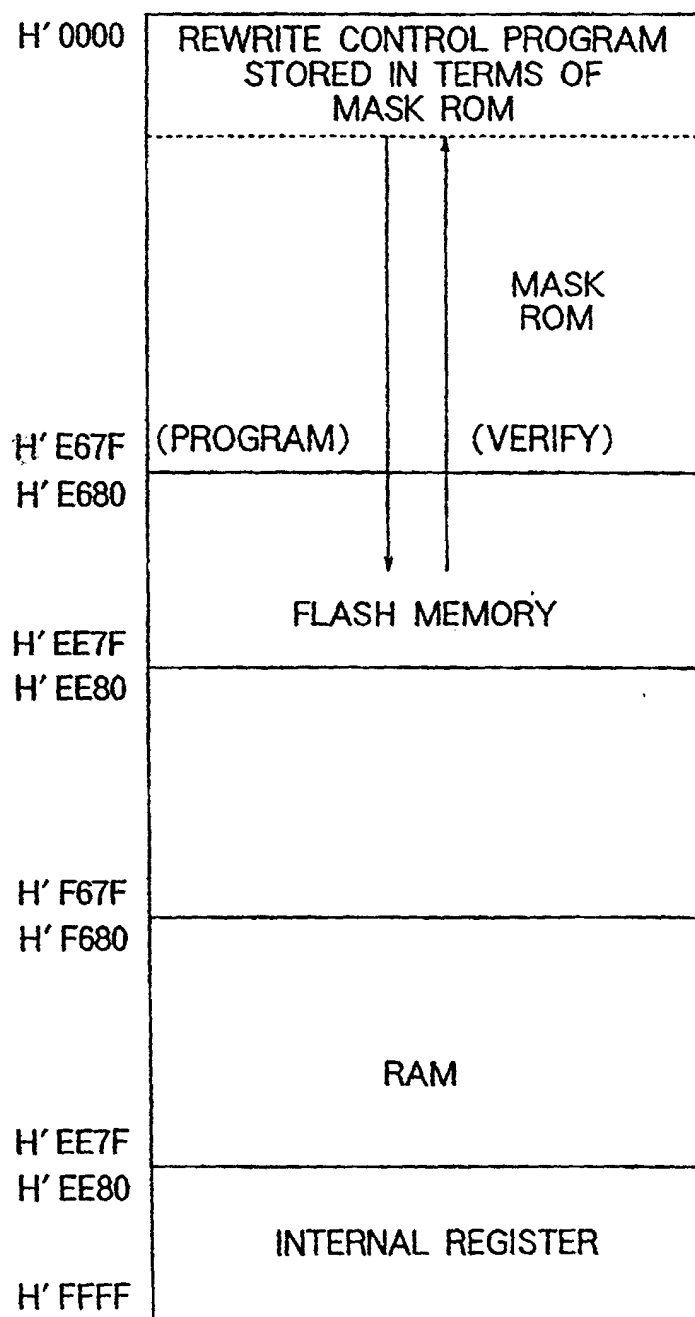 H' 0000
REWRITE CONTROL PROGRAM
STORED IN TERMS OF
MASK ROM
MASK
ROM
H' E67F
(PROGRAM)
(VERIFY)
H' E680
FLASH MEMORY
H' EE7F
H' EE80
H' F67F
H' F680
RAM
H' EE7F
H' EE80
INTERNAL REGISTER
H' FFFF